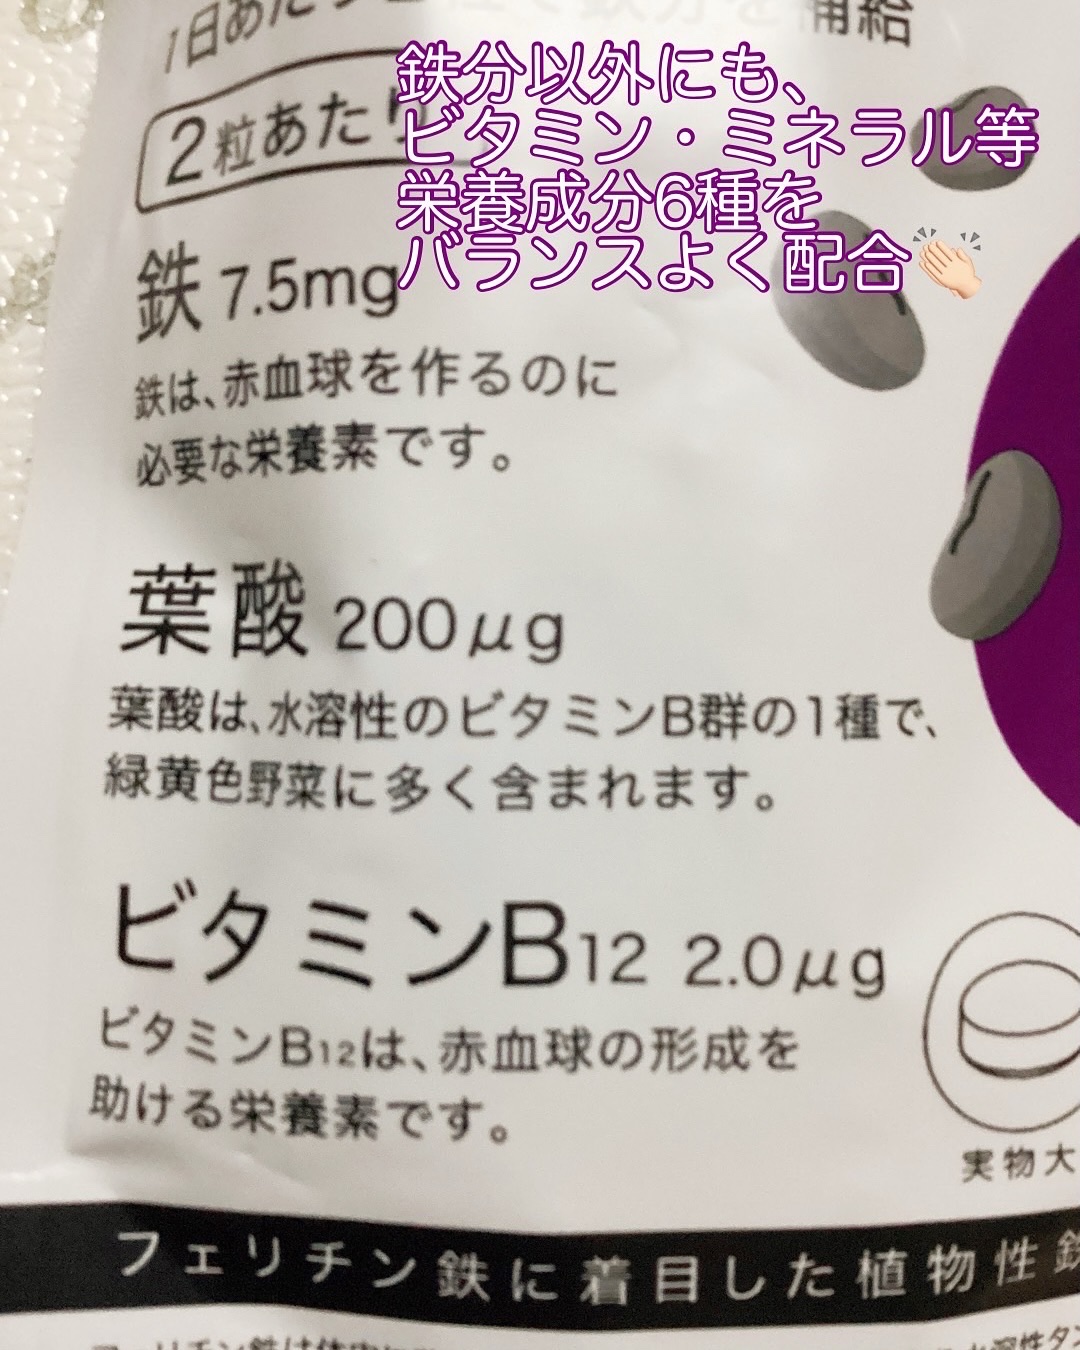 鉄分以外にも、
ビタミン・ミネラル等
栄養成分6種を
バランスよく配合👏🏻
2粒あたり
鉄 7.5mg
鉄は、赤血球を作るのに
必要な栄養素です。
葉酸 200μg
葉酸は、水溶性のビタミンB群の1種で、
緑黄色野菜に多く含まれます。
ビタミンB12 2.0μg
ビタミンB12は、赤血球の形成を
助ける栄養素です。
実物大
フェリチン鉄に着目した植物性鉄